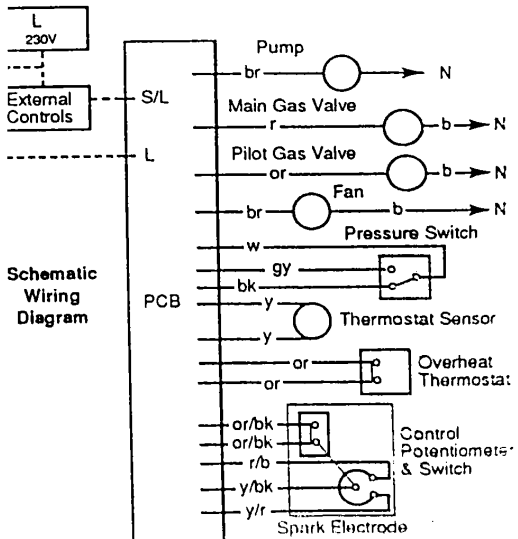 L
230V
External
Controls
S/L
L
Schematic
Wiring
Diagram
PCB
Pump
br
N
Main Gas Valve
r
b
N
Pilot Gas Valve
or
b
N
Fan
br
b
N
Pressure Switch
w
gy
bk
y
Thermostat Sensor
y
or
Overheat
Thermostat
or
or/bk
or/bk
Control
Potentiometer
& Switch
r/b
y/bk
y/r
Spark Electrode